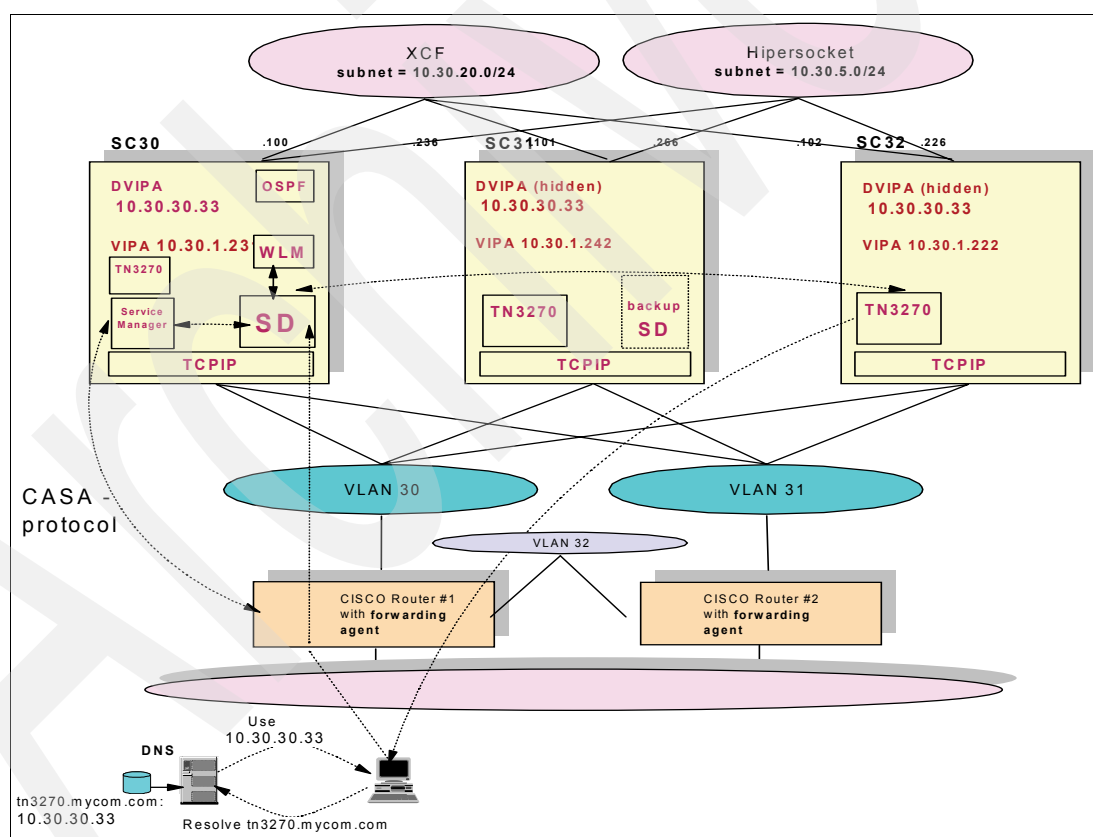 XCF
subnet = 10.30.20.0/24
Hipersocket
subnet = 10.30.5.0/24
SC30
.100
.236
SC31
.101
.266
.102
SC32
.226
DVIPA
10.30.30.33
OSPF
VIPA 10.30.1.23
WLM
TN3270
Service
Manager
SD
TCPIP
DVIPA (hidden)
10.30.30.33
VIPA 10.30.1.242
TN3270
backup
SD
TCPIP
DVIPA (hidden)
10.30.30.33
VIPA 10.30.1.222
TN3270
TCPIP
CASA -
protocol
VLAN 30
VLAN 31
VLAN 32
CISCO Router #1
with forwarding
agent
CISCO Router #2
with forwarding
agent
Use
10.30.30.33
DNS
tn3270.mycom.com:
10.30.30.33
Resolve tn3270.mycom.com